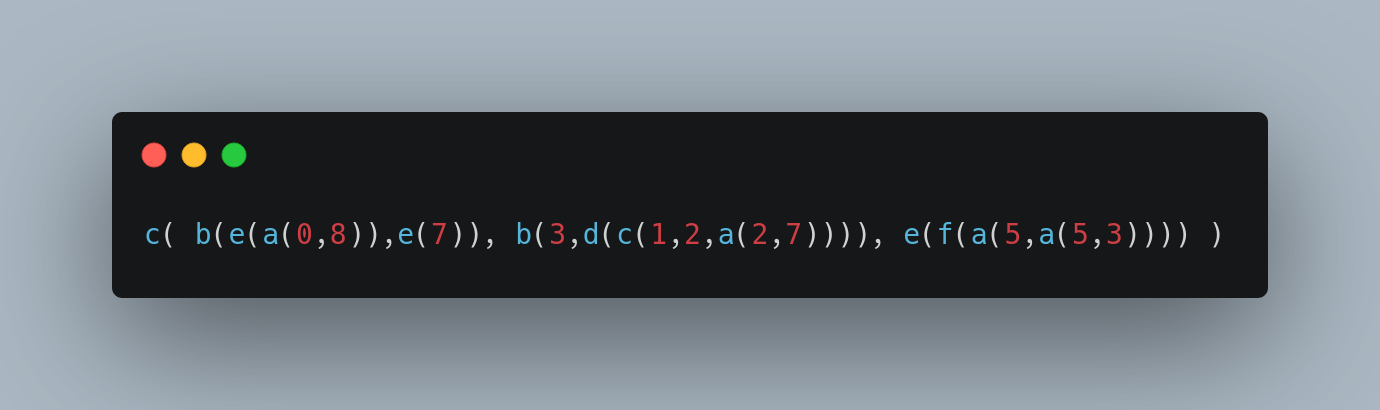 c( b(e(a(0,8)),e(7)), b(3,d(c(1,2,a(2,7)))), e(f(a(5,a(5,3)))) )